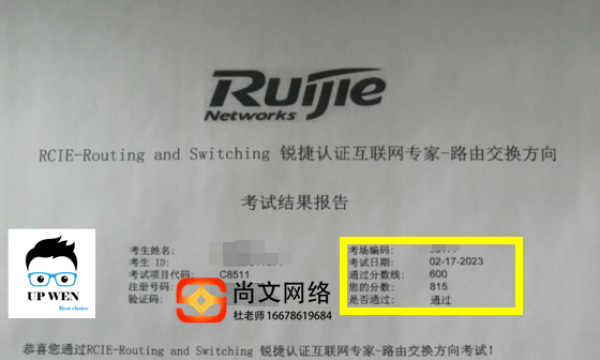 Ruijie
Networks
RCIE-Routing and Switching 锐捷认证互联网专家-路由交换方向
考试结果报告
考生姓名:
考生 ID:
考试项目代码: C8511
注册号码:
验证码:
考场编码:
考试日期: 02-17-2023
通过分数线: 600
您的分数: 815
是否通过: 通过
UP WEN
Best choice
尚文网络
杜老师 16678619684
恭喜您通过RCIE-Routing and Switching 锐捷认证互联网专家-路由交换方向考试!